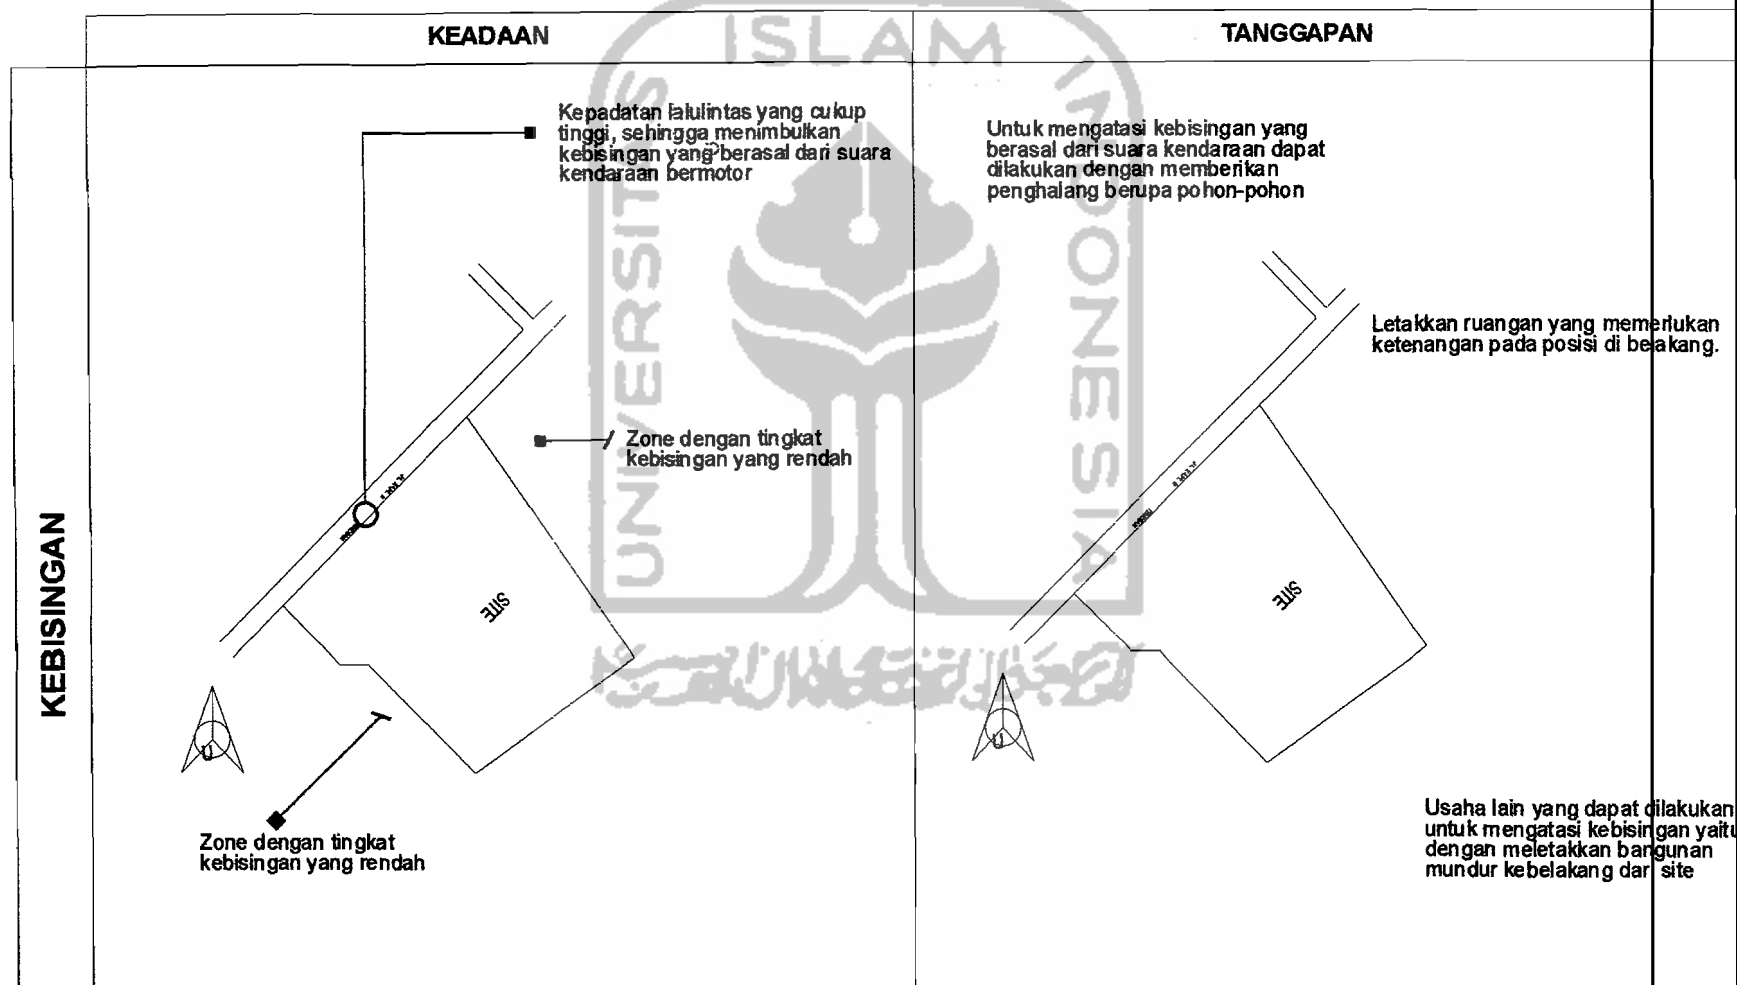 KEADAAN
TANGGAPAN
KEBISINGAN
Kepadatan lalulintas yang cukup
tinggi, sehingga menimbulkan
kebisingan yang berasal dari suara
kendaraan bermotor
Zone dengan tingkat
kebisingan yang rendah
SITE
U
Zone dengan tingkat
kebisingan yang rendah
Untuk mengatasi kebisingan yang
berasal dari suara kendaraan dapat
dilakukan dengan memberikan
penghalang berupa pohon-pohon
Letakkan ruangan yang memerlukan
ketenangan pada posisi di belakang.
SITE
U
Usaha lain yang dapat dilakukan
untuk mengatasi kebisingan yaitu
dengan meletakkan bangunan
mundur kebelakang dari site
UNIVERSITAS
ISLAM
INDONESIA